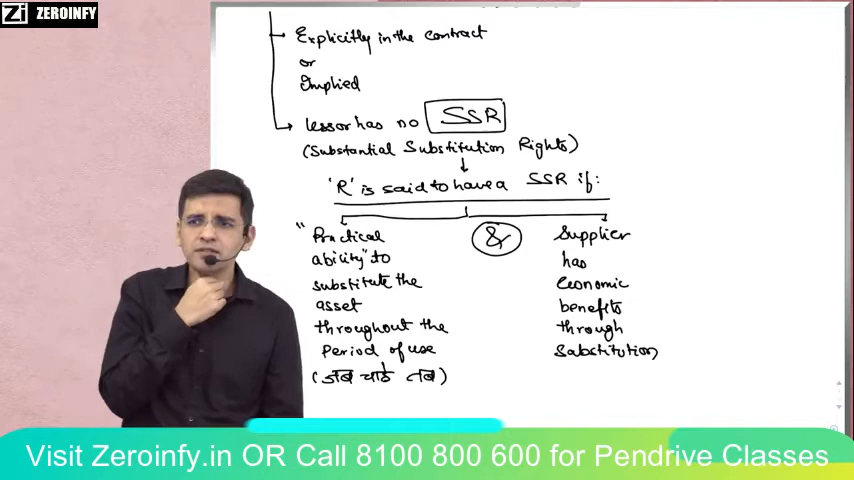 Zi ZEROINFY
Explicitly in the contract
or
Implied
lessor has no SSR
(Substantial Substitution Rights)
'R' is said to have a SSR if:
"Practical
ability" to
substitute the
asset
throughout the
Period of use
(जब चाहे तब)
&
Supplier
has
economic
benefits
through
Substitution
Visit Zeroinfy.in OR Call 8100 800 600 for Pendrive Classes